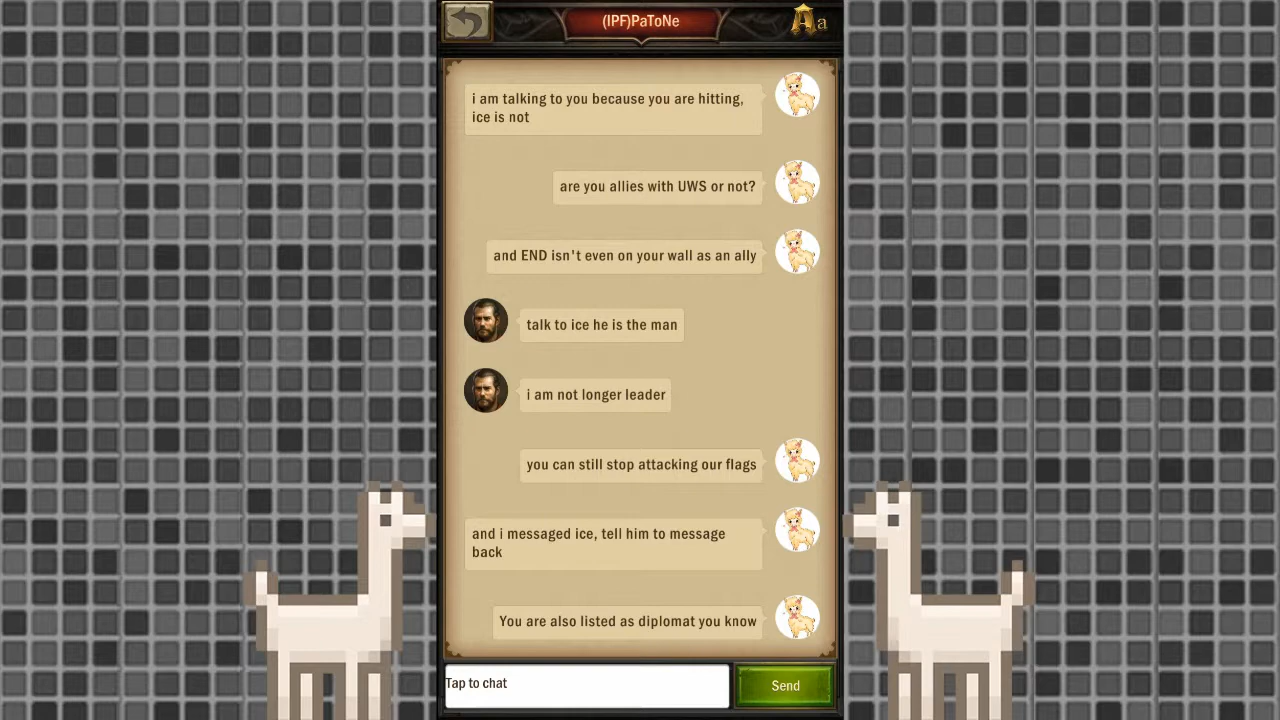 (IPF)PaToNe
Aa
i am talking to you because you are hitting,
ice is not
are you allies with UWS or not?
and END isn't even on your wall as an ally
talk to ice he is the man
i am not longer leader
you can still stop attacking our flags
and i messaged ice, tell him to message
back
You are also listed as diplomat you know
Tap to chat
Send